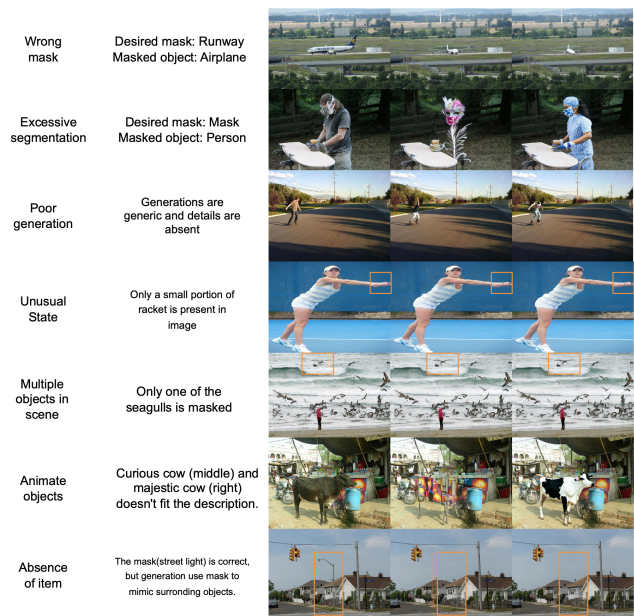 Wrong
mask
Desired mask: Runway
Masked object: Airplane
Excessive
segmentation
Desired mask: Mask
Masked object: Person
Poor
generation
Generations are
generic and details are
absent
Unusual
State
Only a small portion of
racket is present in
image
Multiple
objects in
scene
Only one of the
seagulls is masked
Animate
objects
Curious cow (middle) and
majestic cow (right)
doesn't fit the description.
Absence
of item
The mask(street light) is correct,
but generation use mask to
mimic surronding objects.